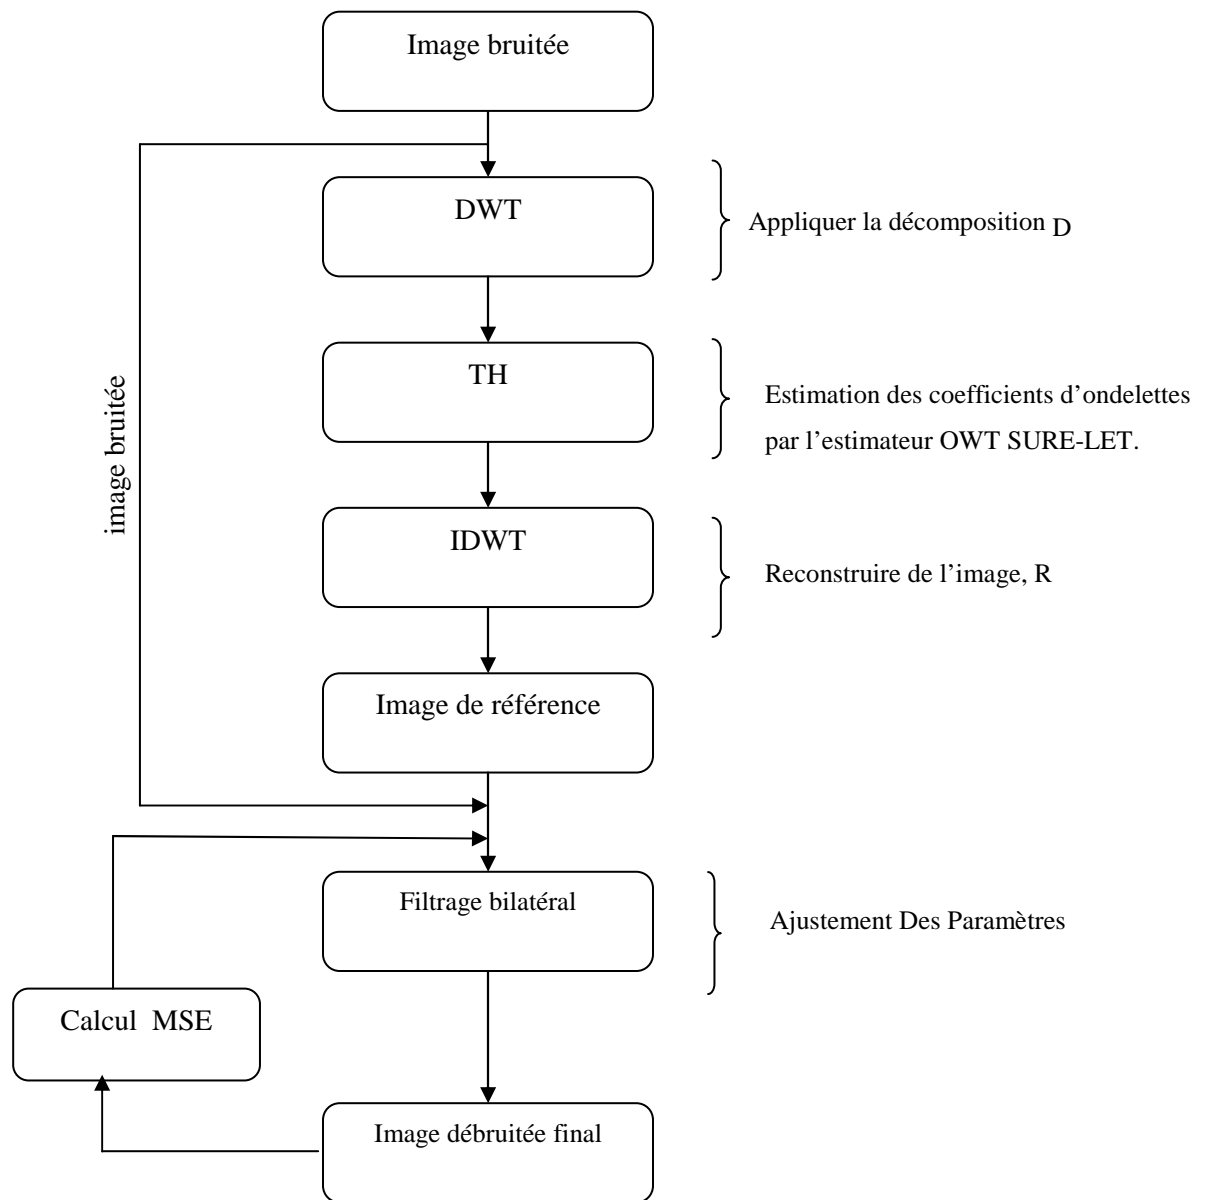 Image bruitée
DWT
Appliquer la décomposition D
TH
Estimation des coefficients d’ondelettes
par l’estimateur OWT SURE-LET.
image bruitée
IDWT
Reconstruire de l’image, R
Image de référence
Filtrage bilatéral
Ajustement Des Paramètres
Calcul MSE
Image débruitée final